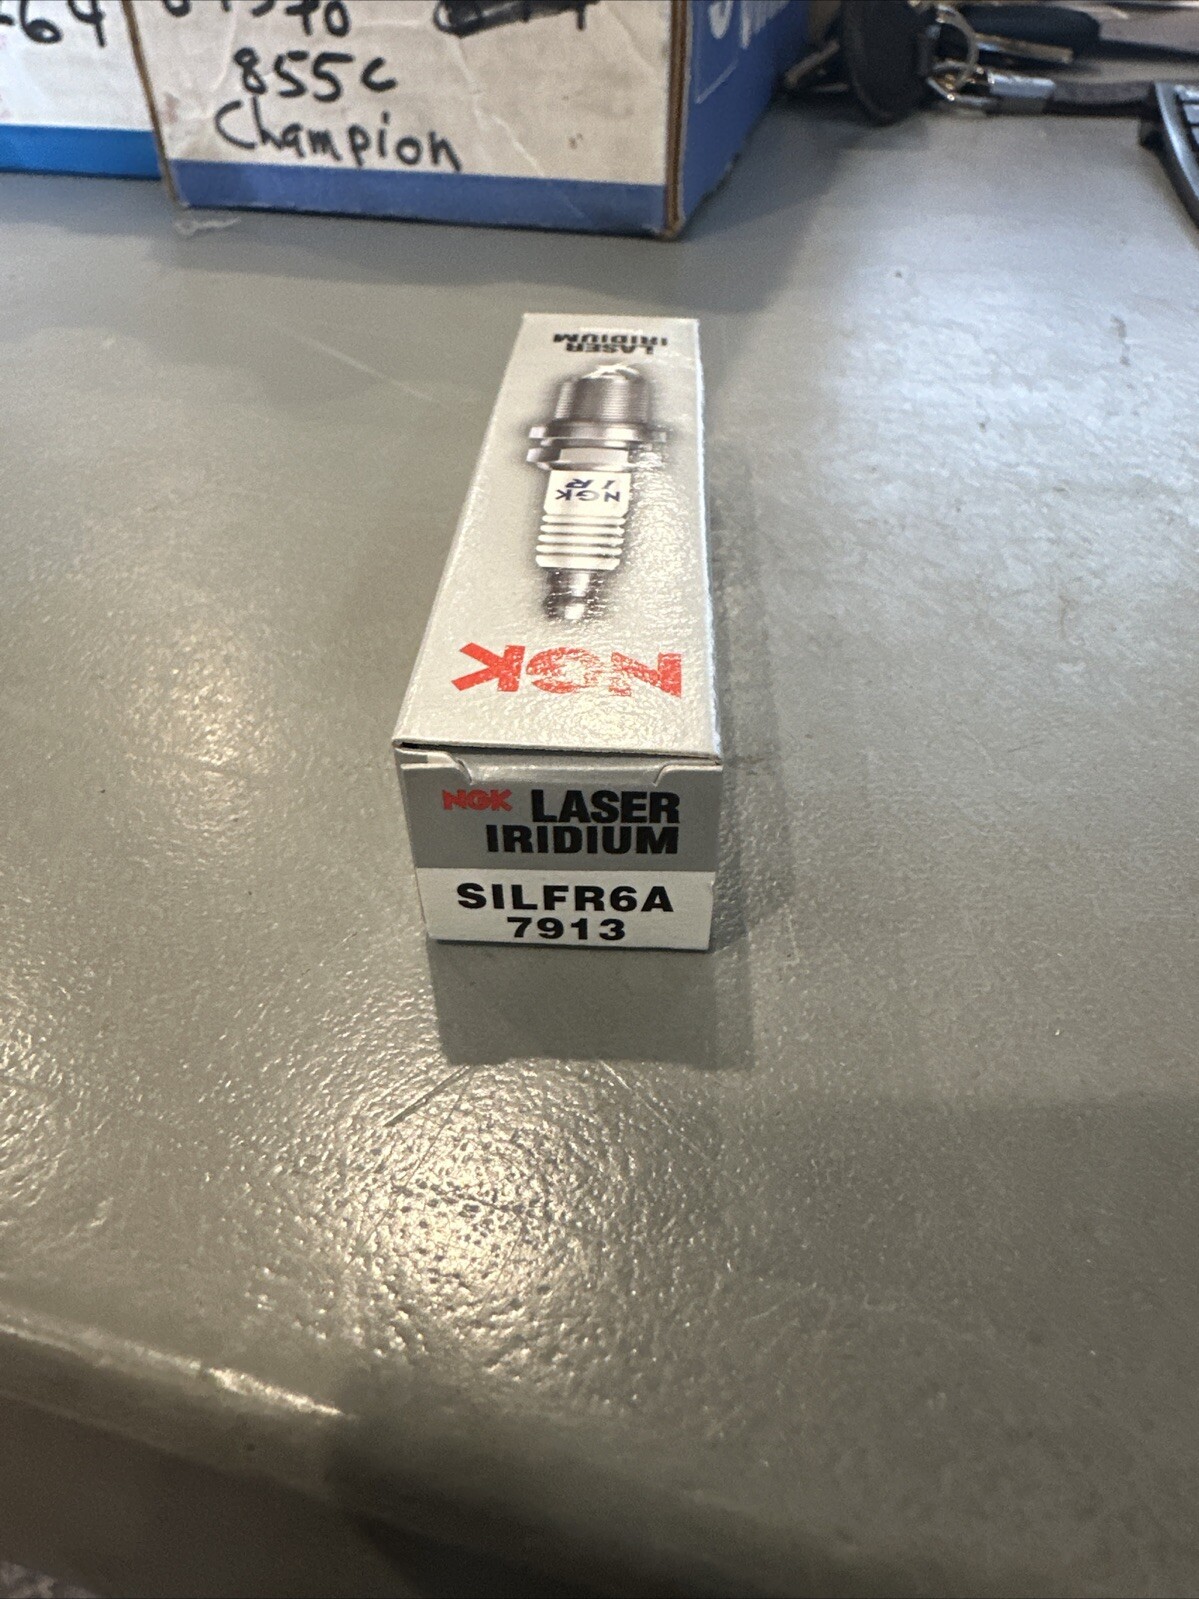 855c
Champion
LASER
IRIDIUM
NGK
IR
NGK
NGK LASER
IRIDIUM
SILFR6A
7913